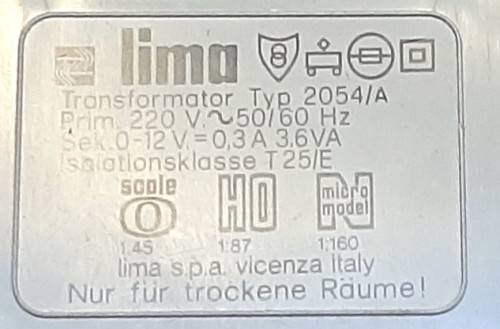 lima 8
Transformator Typ 2054/A
Prim. 220 V.~50/60 Hz
Sek.0-12 V.= 0,3 A 3.6VA
Isolationsklasse T 25/E
scale HO N micro model
O
1:45 1:87 1:160
lima s.p.a. vicenza Italy
Nur für trockene Räume!